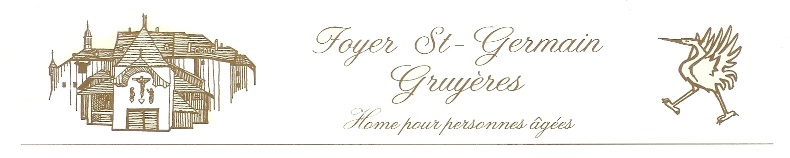 Foyer St-Germain
Gruyères
Home pour personnes âgées